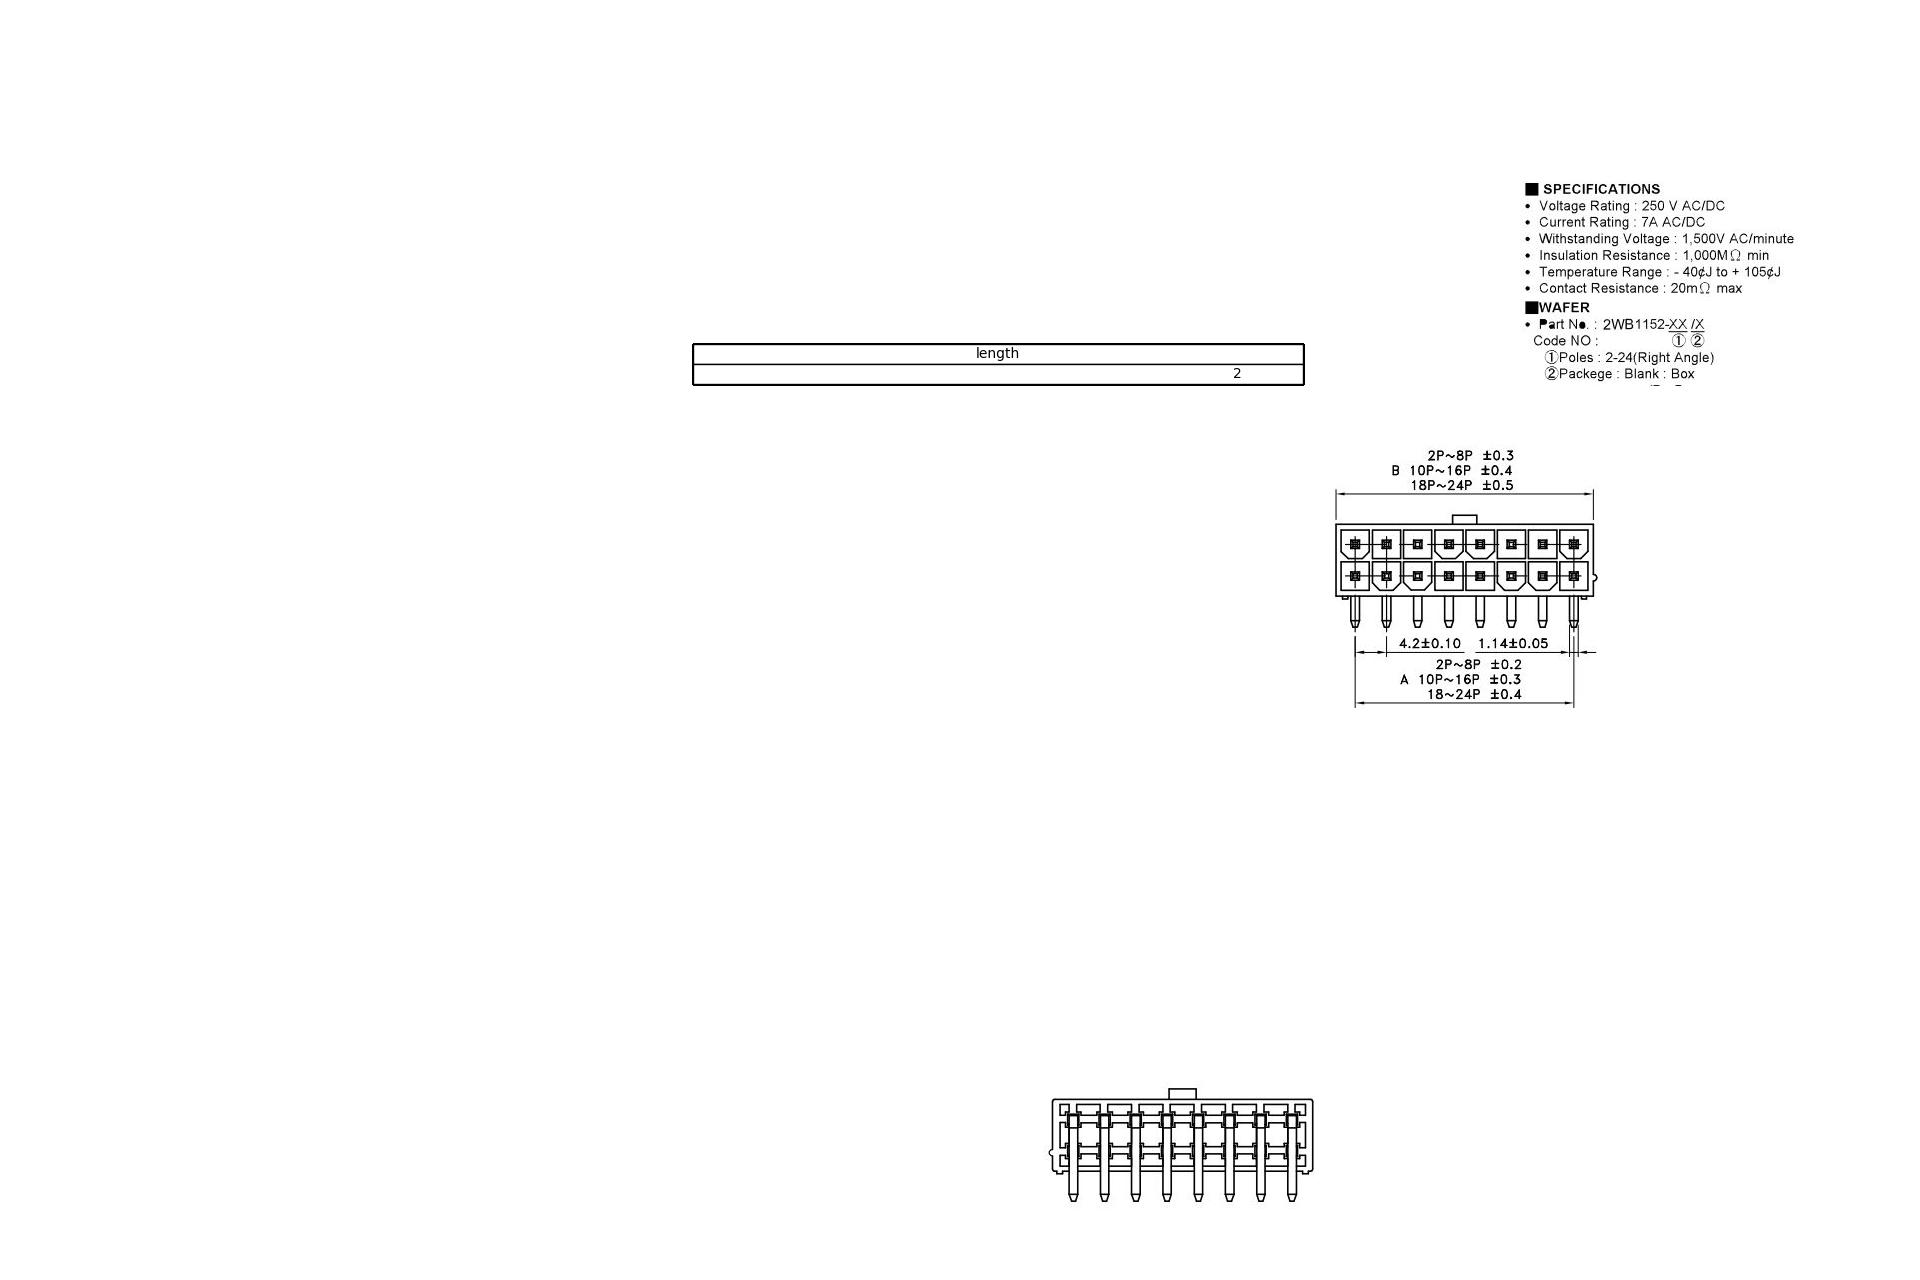 ■ SPECIFICATIONS
• Voltage Rating : 250 V AC/DC
• Current Rating : 7A AC/DC
• Withstanding Voltage : 1,500V AC/minute
• Insulation Resistance : 1,000MΩ min
• Temperature Range : - 40¢J to + 105¢J
• Contact Resistance : 20mΩ max
■WAFER
• Part No. : 2WB1152-XX /X
Code NO : ① ②
①Poles : 2-24(Right Angle)
②Packege : Blank : Box
length
2
2P~8P ±0.3
B 10P~16P ±0.4
18P~24P ±0.5
4.2±0.10 1.14±0.05
2P~8P ±0.2
A 10P~16P ±0.3
18~24P ±0.4